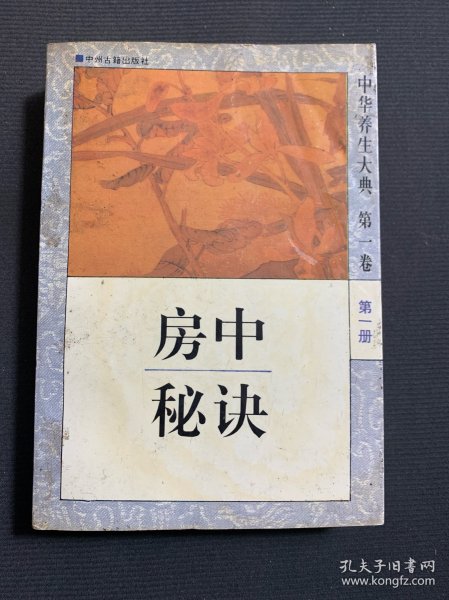 中州古籍出版社
中华养生大典 第一卷
第一册
房中
秘诀
孔夫子旧书网
www.kongfz.com